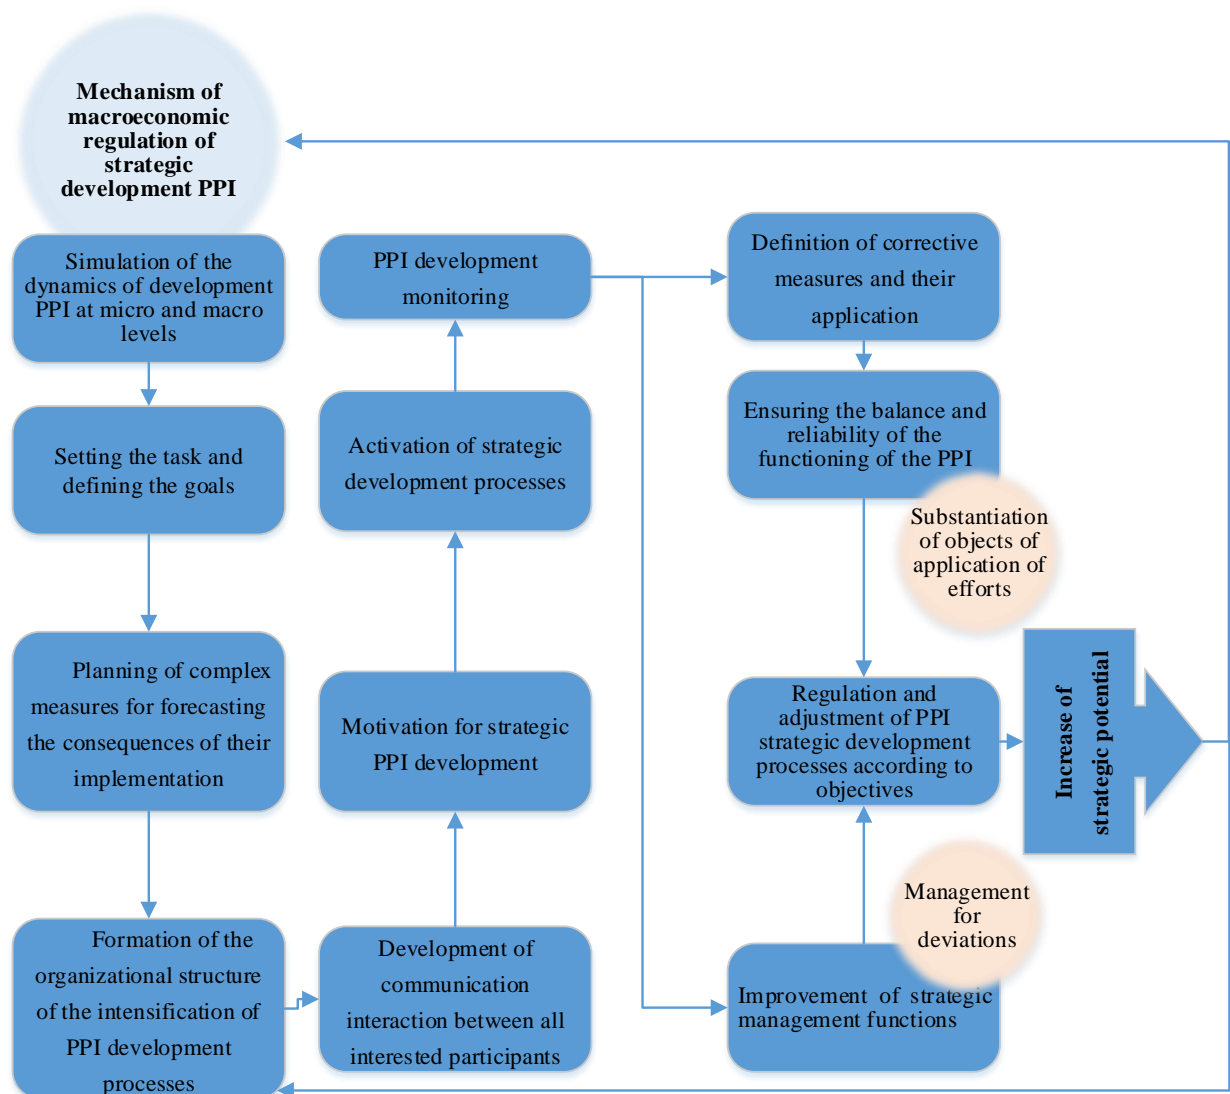 Mechanism of
macroeconomic
regulation of
strategic
development PPI
Simulation of the
dynamics of development
PPI at micro and macro
levels
Setting the task and
defining the goals
Planning of complex
measures for forecasting
the consequences of their
implementation
Formation of the
organizational structure
of the intensification of
PPI development
processes
Development of
communication
interaction between all
interested participants
Motivation for strategic
PPI development
Activation of strategic
development processes
PPI development
monitoring
Definition of corrective
measures and their
application
Ensuring the balance and
reliability of the
functioning of the PPI
Substantiation
of objects of
application of
efforts
Regulation and
adjustment of PPI
strategic development
processes according to
objectives
Management
for
deviations
Improvement of strategic
management functions
Increase of
strategic potential